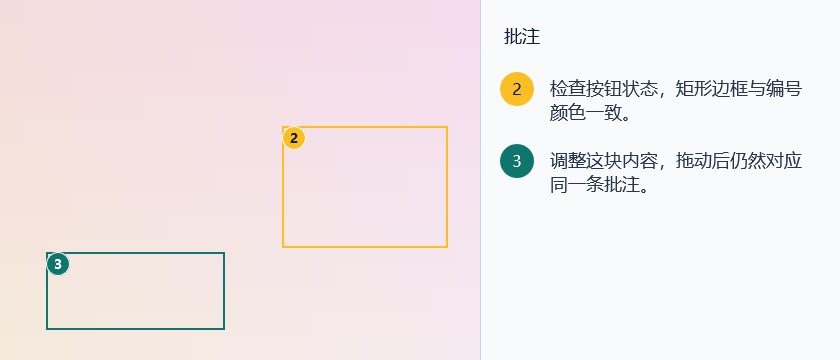 批注
2 检查按钮状态，矩形边框与编号
颜色一致。
3 调整这块内容，拖动后仍然对应
同一条批注。
2
3